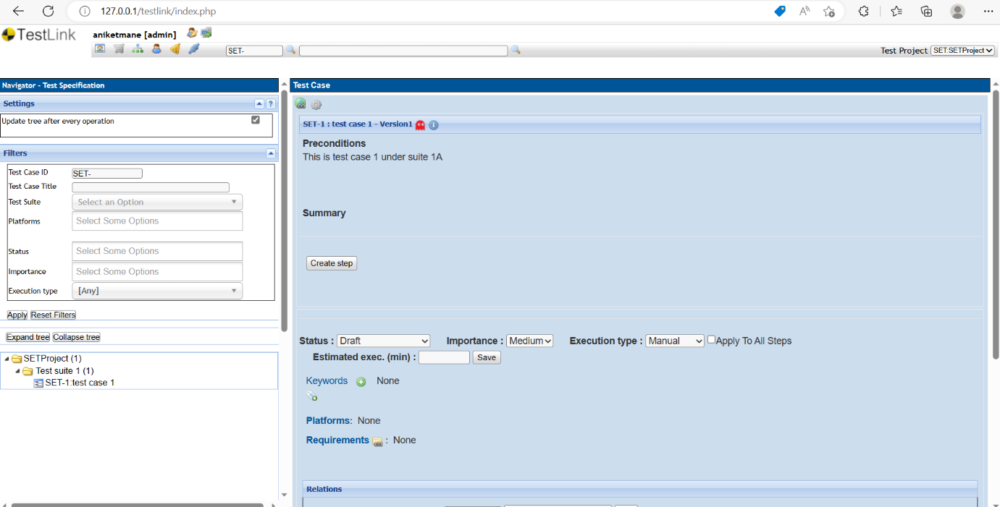 127.0.0.1/testlink/index.php
TestLink
aniketmane [admin]
SET-
Test Project SET:SETProject
Navigator - Test Specification
Settings
?
Update tree after every operation
Filters
Test Case ID SET-
Test Case Title
Test Suite Select an Option
Platforms Select Some Options
Status Select Some Options
Importance Select Some Options
Execution type [Any]
Apply Reset Filters
Expand tree Collapse tree
SETProject (1)
Test suite 1 (1)
SET-1:test case 1
Test Case
SET-1 : test case 1 - Version1
Preconditions
This is test case 1 under suite 1A
Summary
Create step
Status : Draft Importance : Medium Execution type : Manual Apply To All Steps
Estimated exec. (min) : Save
Keywords None
Platforms: None
Requirements : None
Relations